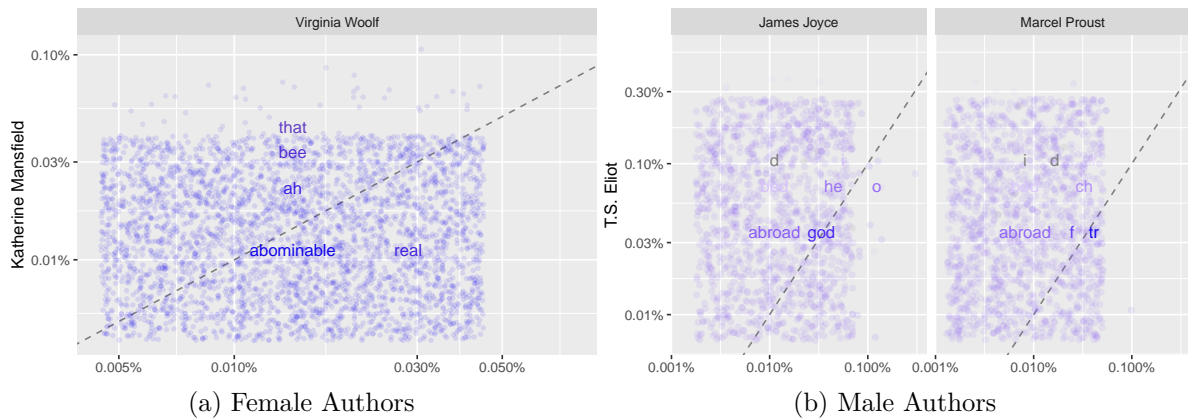 Virginia Woolf
Katherine Mansfield
0.10%
0.03%
0.01%
that
bee
ah
abominable
real
0.005%
0.010%
0.030%
0.050%
(a) Female Authors
James Joyce
Marcel Proust
T.S. Eliot
0.30%
0.10%
0.03%
0.01%
d
he
o
abroad
god
i
d
ch
abroad
f
tr
0.001%
0.010%
0.100%
0.001%
0.010%
0.100%
(b) Male Authors